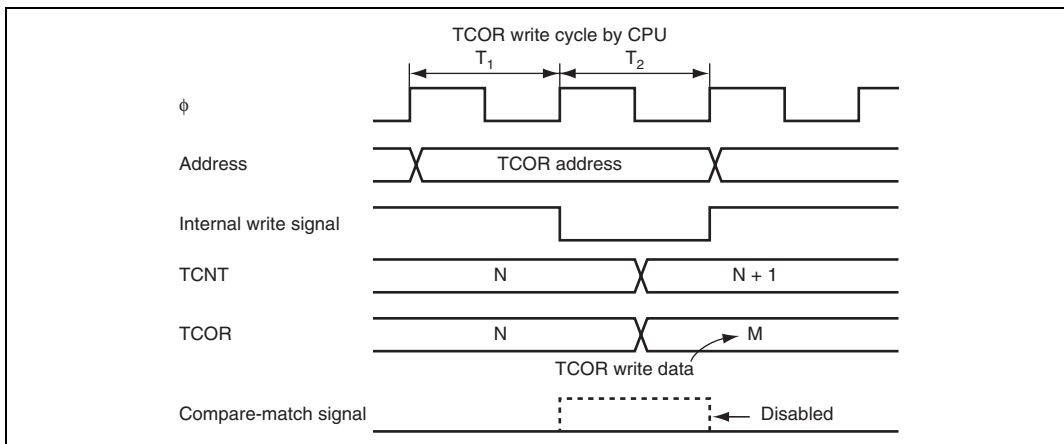 TCOR write cycle by CPU
T1 T2
φ
Address TCOR address
Internal write signal
TCNT N N + 1
TCOR N M
TCOR write data
Compare-match signal Disabled